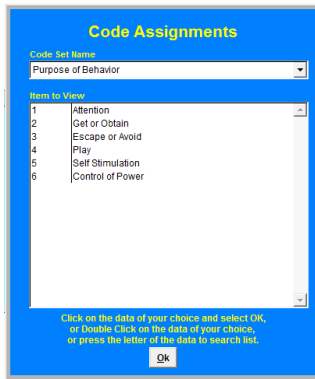 Code Assignments
Code Set Name
Purpose of Behavior
Item to View
1 Attention
2 Get or Obtain
3 Escape or Avoid
4 Play
5 Self Stimulation
6 Control of Power
Click on the data of your choice and select OK,
or Double Click on the data of your choice,
or press the letter of the data to search list.
Ok